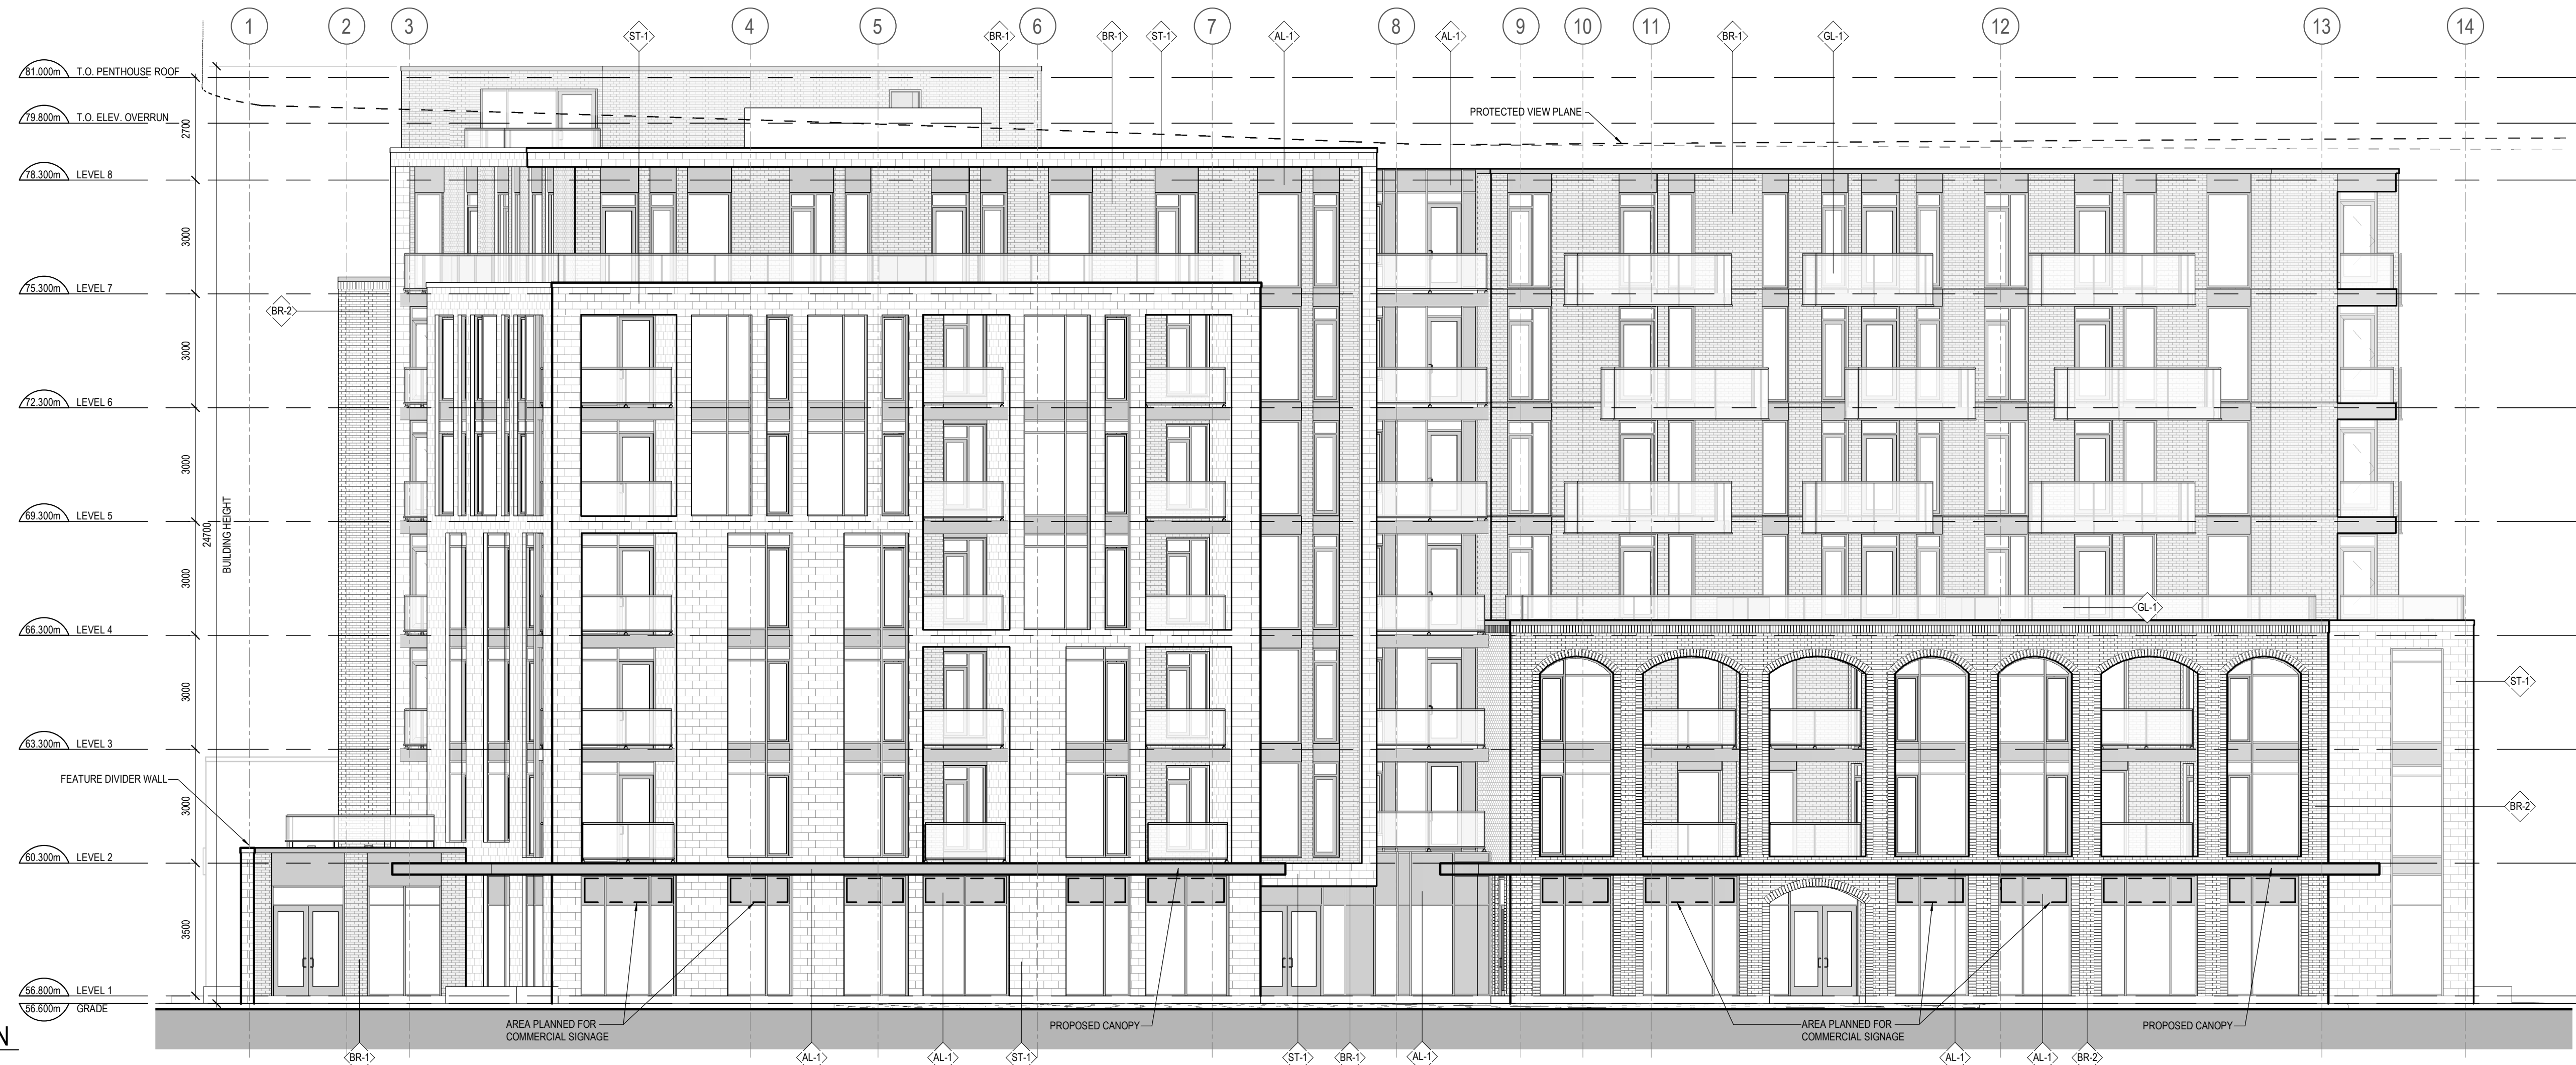 1 2 3 4 5 6 7 8 9 10 11 12 13 14
ST-1 BR-1 BR-1 ST-1 AL-1 AL-1 BR-1 GL-1
81.000m T.O. PENTHOUSE ROOF
PROTECTED VIEW PLANE
79.800m T.O. ELEV. OVERRUN
2700
78.300m LEVEL 8
3000
75.300m LEVEL 7
BR-2
3000
72.300m LEVEL 6
3000
69.300m LEVEL 5
24700
BUILDING HEIGHT
3000
GL-1
66.300m LEVEL 4
3000
ST-1
63.300m LEVEL 3
FEATURE DIVIDER WALL
3000
BR-2
60.300m LEVEL 2
3500
56.800m LEVEL 1
56.600m GRADE
AREA PLANNED FOR
COMMERCIAL SIGNAGE
PROPOSED CANOPY
AREA PLANNED FOR
COMMERCIAL SIGNAGE
PROPOSED CANOPY
N
BR-1 AL-1 AL-1 ST-1 ST-1 BR-1 AL-1 AL-1 AL-1 BR-2